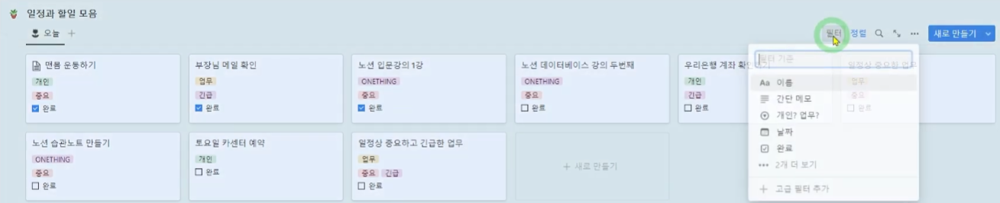 일정과 할일 모음
오늘
필터 정렬 새로 만들기
맨몸 운동하기
개인
중요
완료
부장님 메일 확인
업무
긴급
완료
노션 입문강의 1강
ONETHING
중요
완료
노션 데이터베이스 강의 두번째
ONETHING
중요
완료
우리은행 계좌 확인하기
개인
긴급
완료
일정상 중요한 업무
업무
중요
완료
노션 습관노트 만들기
ONETHING
중요
완료
토요일 카센터 예약
개인
완료
일정상 중요하고 긴급한 업무
업무
중요 긴급
완료
+ 새로 만들기
필터 기준
Aa 이름
간단 메모
개인? 업무?
날짜
완료
2개 더 보기
+ 고급 필터 추가